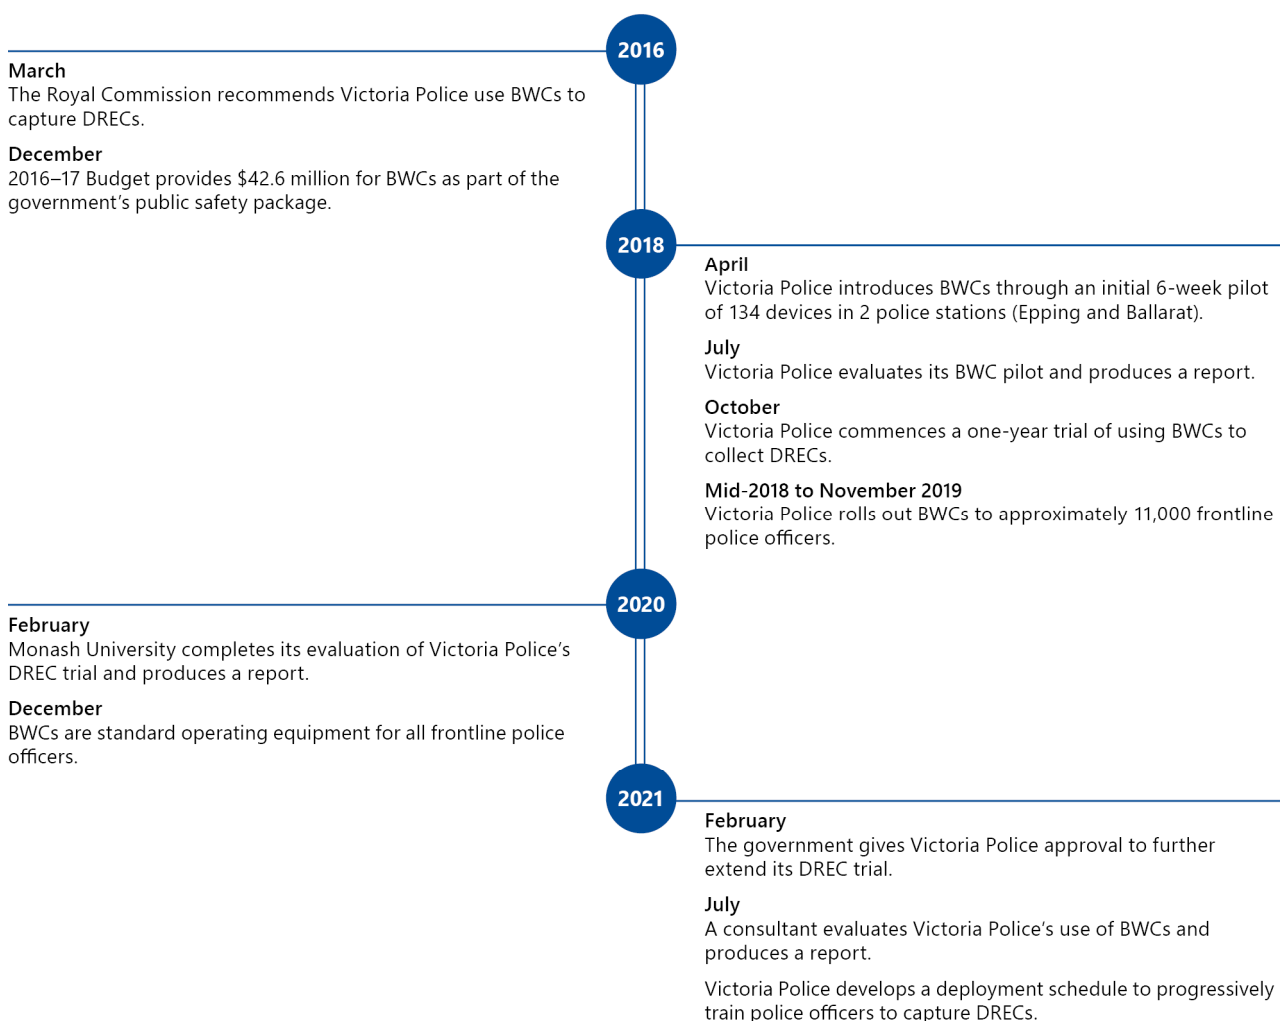 2016
March
The Royal Commission recommends Victoria Police use BWCs to
capture DRECs.
December
2016–17 Budget provides $42.6 million for BWCs as part of the
government’s public safety package.
2018
April
Victoria Police introduces BWCs through an initial 6-week pilot
of 134 devices in 2 police stations (Epping and Ballarat).
July
Victoria Police evaluates its BWC pilot and produces a report.
October
Victoria Police commences a one-year trial of using BWCs to
collect DRECs.
Mid-2018 to November 2019
Victoria Police rolls out BWCs to approximately 11,000 frontline
police officers.
2020
February
Monash University completes its evaluation of Victoria Police’s
DREC trial and produces a report.
December
BWCs are standard operating equipment for all frontline police
officers.
2021
February
The government gives Victoria Police approval to further
extend its DREC trial.
July
A consultant evaluates Victoria Police’s use of BWCs and
produces a report.
Victoria Police develops a deployment schedule to progressively
train police officers to capture DRECs.